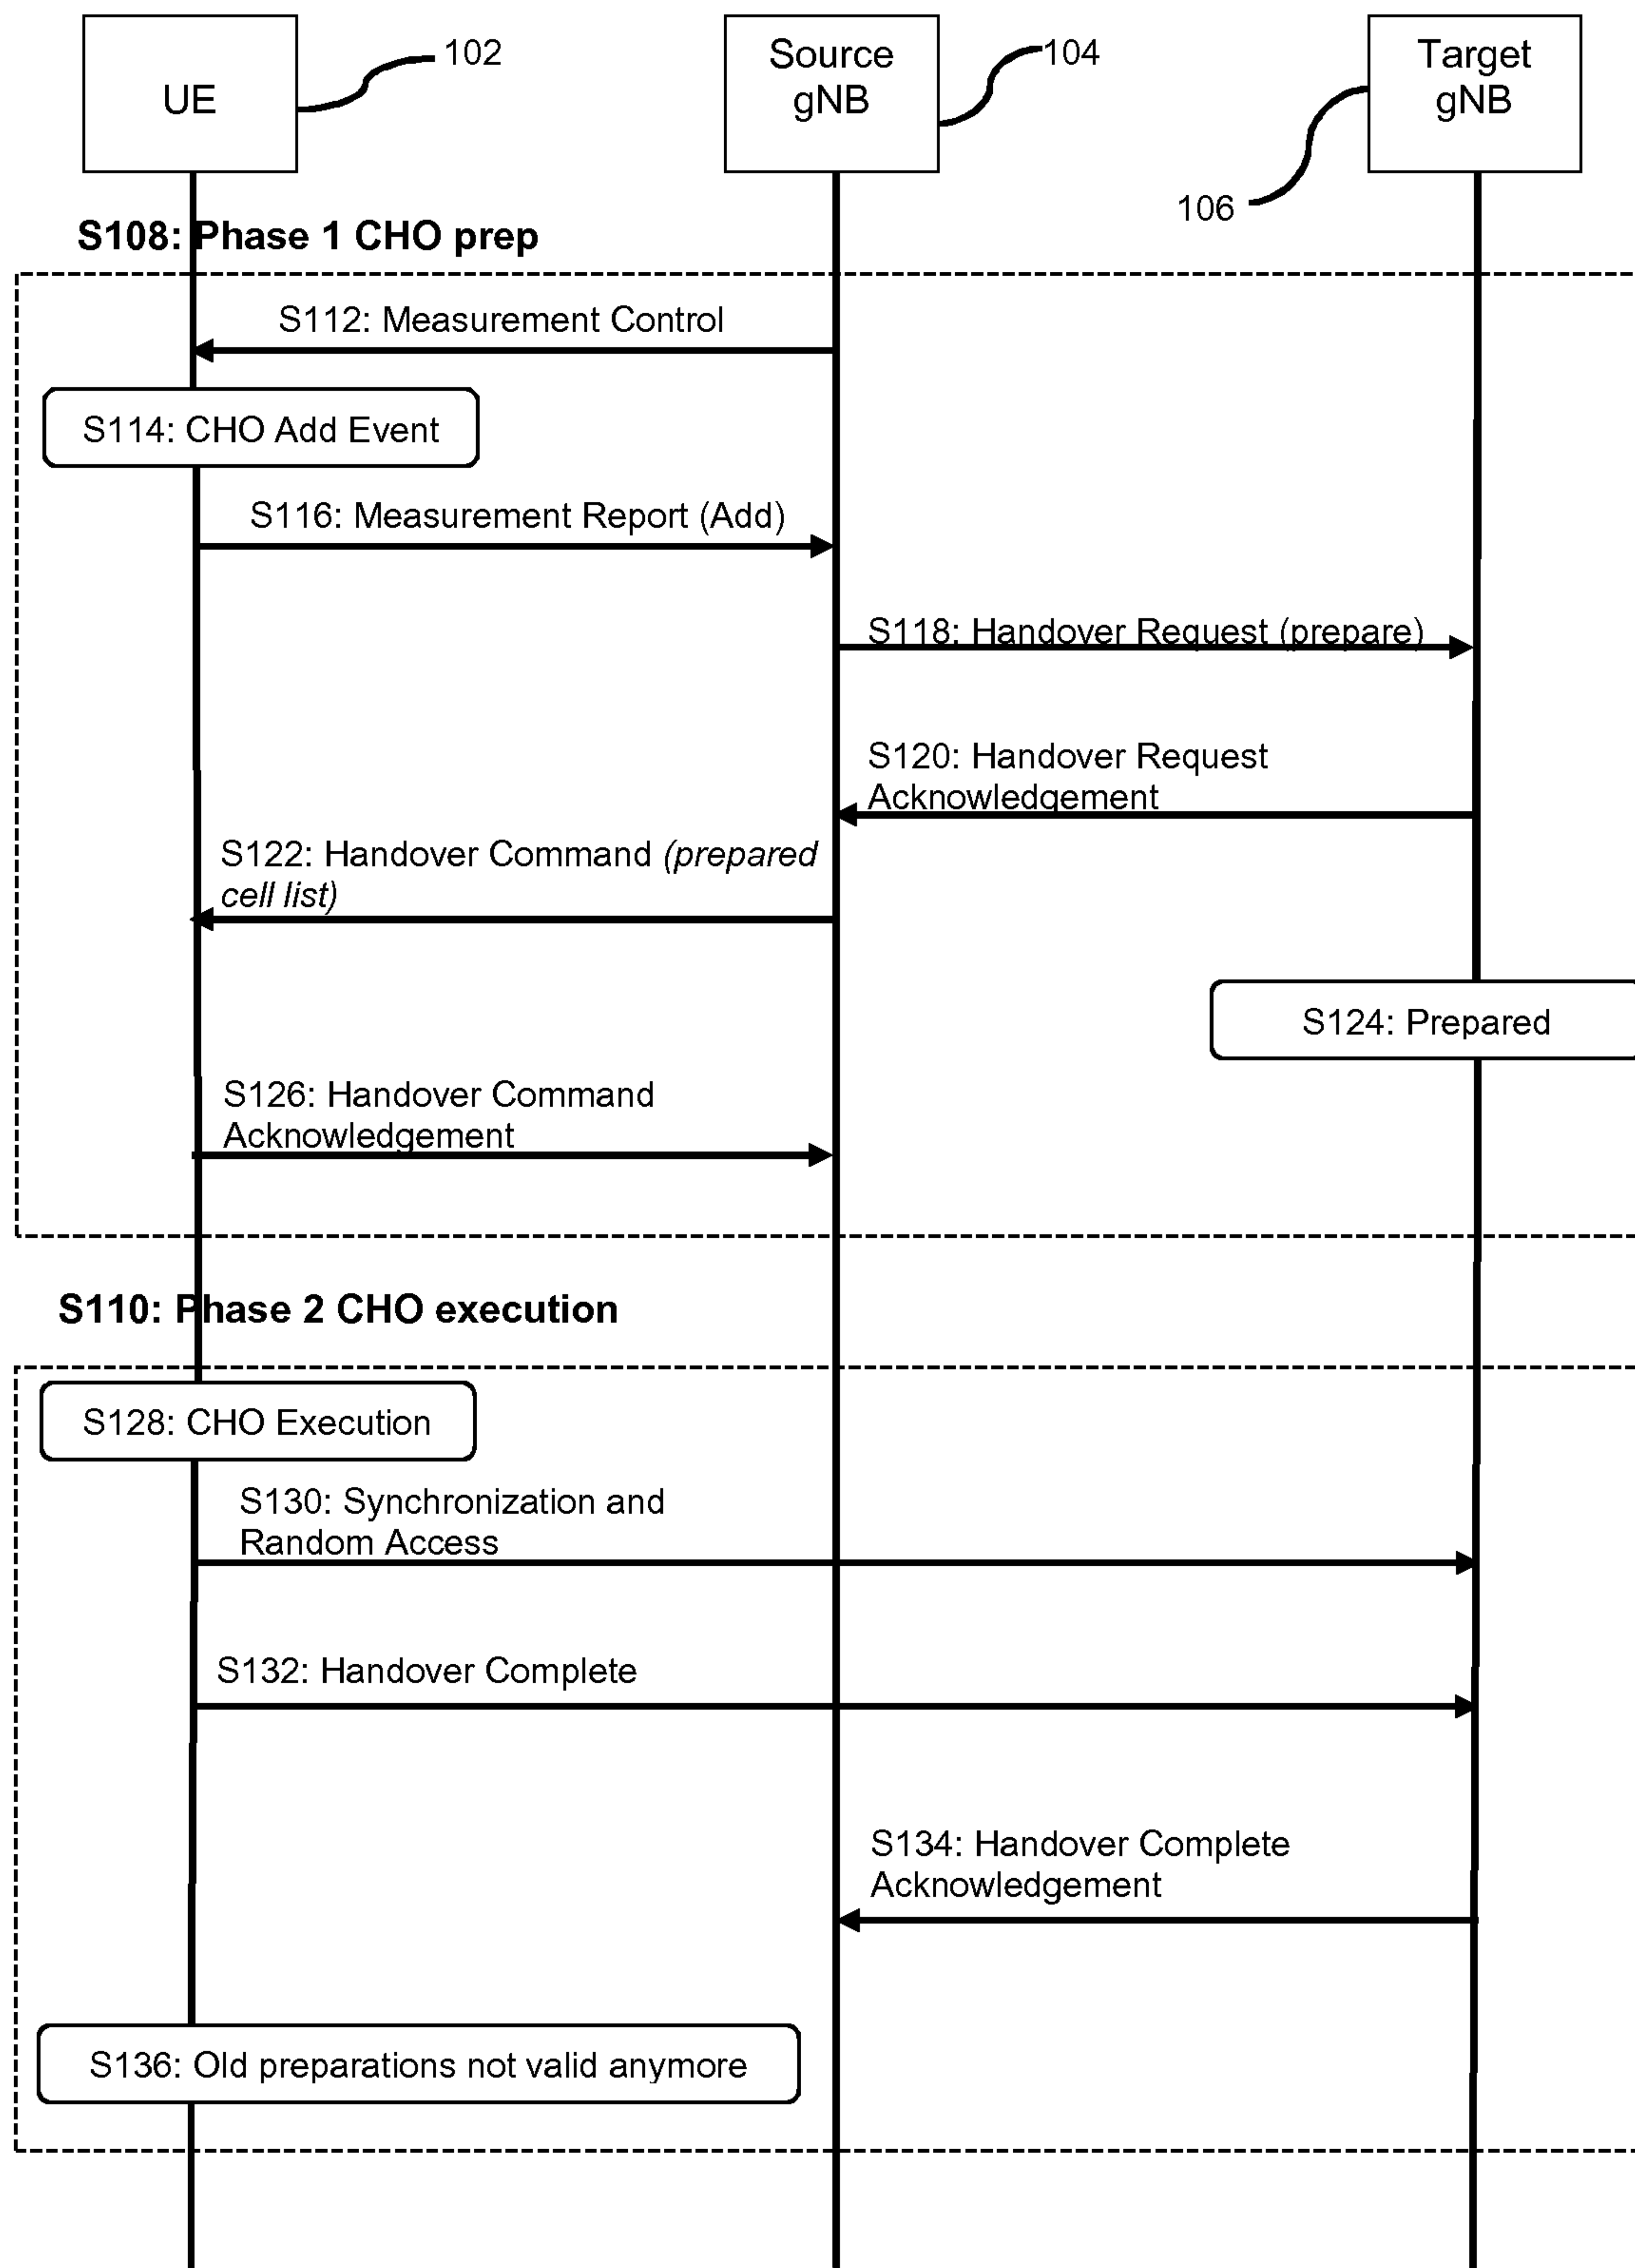 UE
102
Source
gNB
104
Target
gNB
106
S108: Phase 1 CHO prep
S112: Measurement Control
S114: CHO Add Event
S116: Measurement Report (Add)
S118: Handover Request (prepare)
S120: Handover Request
Acknowledgement
S122: Handover Command (prepared
cell list)
S124: Prepared
S126: Handover Command
Acknowledgement
S110: Phase 2 CHO execution
S128: CHO Execution
S130: Synchronization and
Random Access
S132: Handover Complete
S134: Handover Complete
Acknowledgement
S136: Old preparations not valid anymore